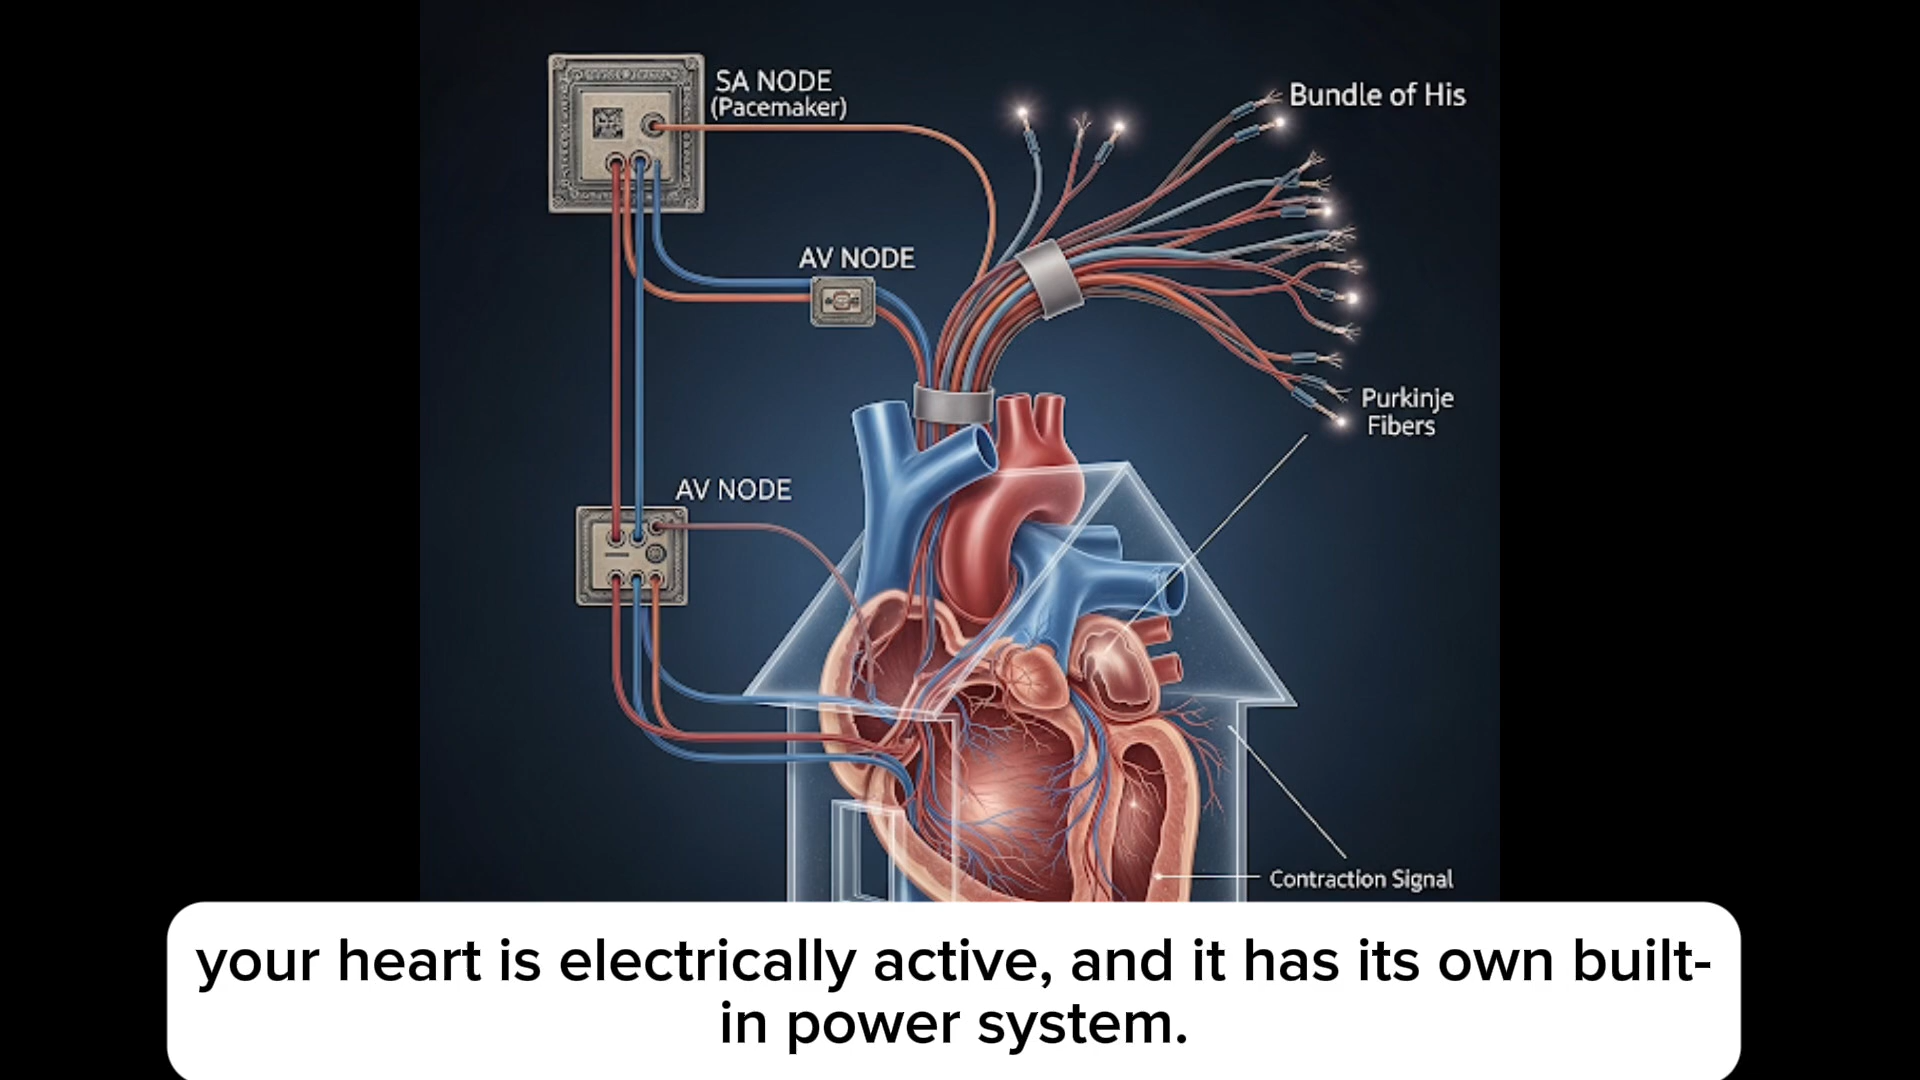 SA NODE
(Pacemaker)
Bundle of His
AV NODE
Purkinje
Fibers
AV NODE
Contraction Signal
your heart is electrically active, and it has its own built-
in power system.